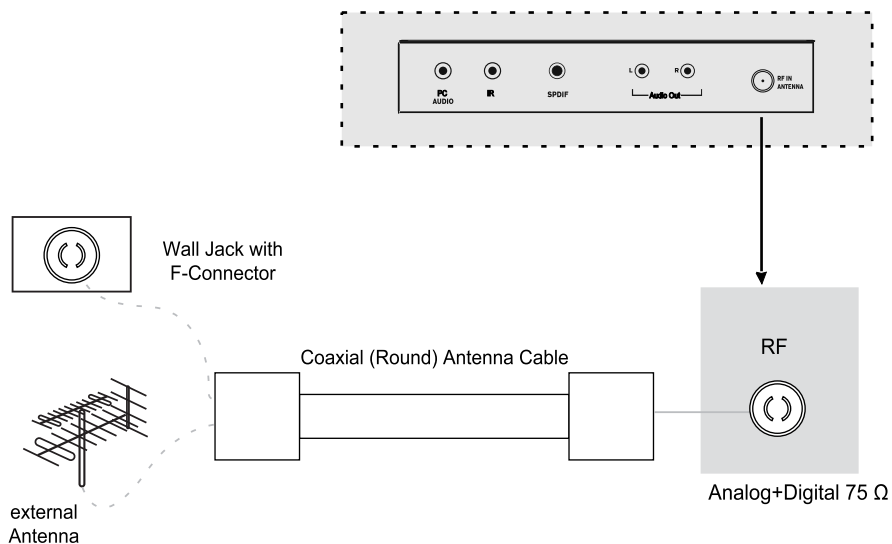 PC
AUDIO
IR
SPDIF
L
R
Audio Out
RF IN
ANTENNA
Wall Jack with
F-Connector
Coaxial (Round) Antenna Cable
RF
Analog+Digital 75 Ω
external
Antenna